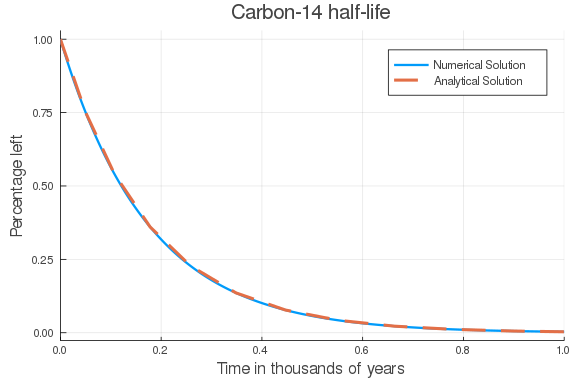 Carbon-14 half-life
Numerical Solution
Analytical Solution
Percentage left
1.00
0.75
0.50
0.25
0.00
0.0 0.2 0.4 0.6 0.8 1.0
Time in thousands of years